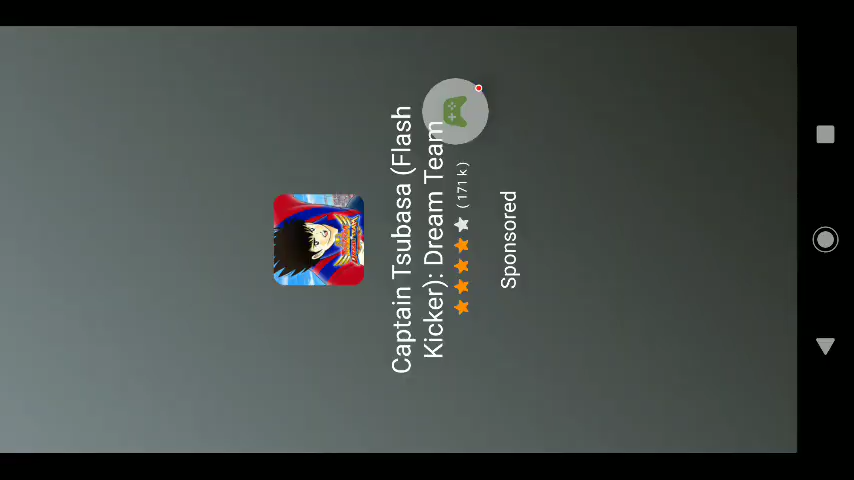 Captain Tsubasa (Flash
Kicker): Dream Team
(171 k)
Sponsored